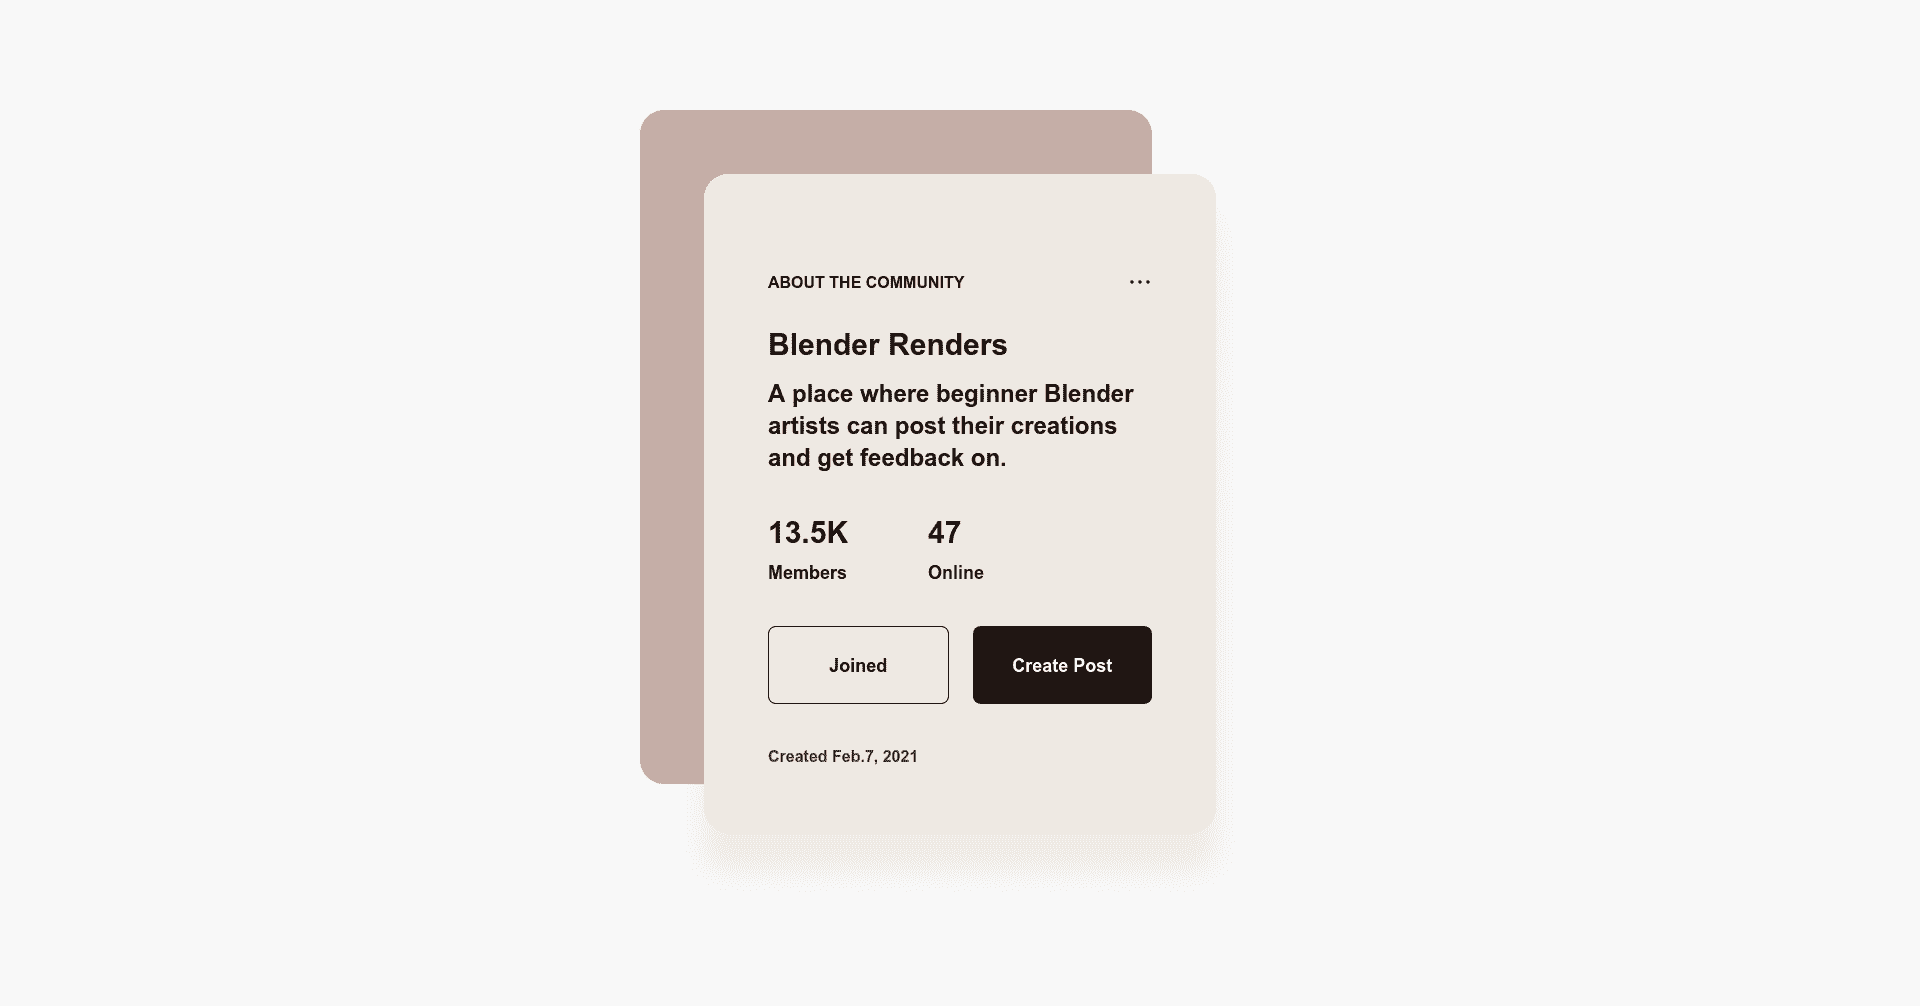 ABOUT THE COMMUNITY
Blender Renders
A place where beginner Blender
artists can post their creations
and get feedback on.
13.5K 47
Members Online
Joined Create Post
Created Feb.7, 2021